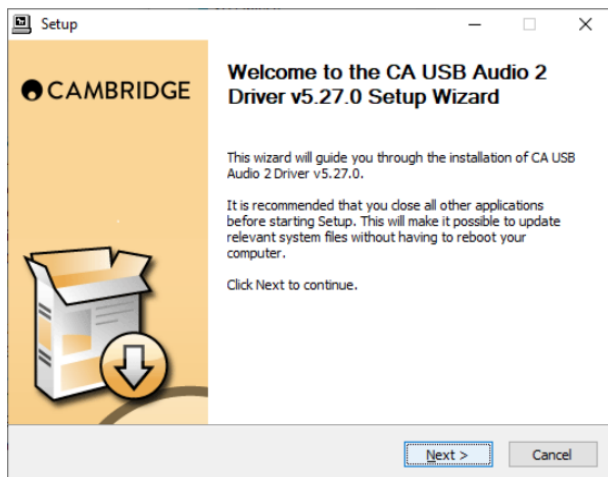 Setup
CAMBRIDGE
Welcome to the CA USB Audio 2
Driver v5.27.0 Setup Wizard
This wizard will guide you through the installation of CA USB
Audio 2 Driver v5.27.0.
It is recommended that you close all other applications
before starting Setup. This will make it possible to update
relevant system files without having to reboot your
computer.
Click Next to continue.
Next >
Cancel